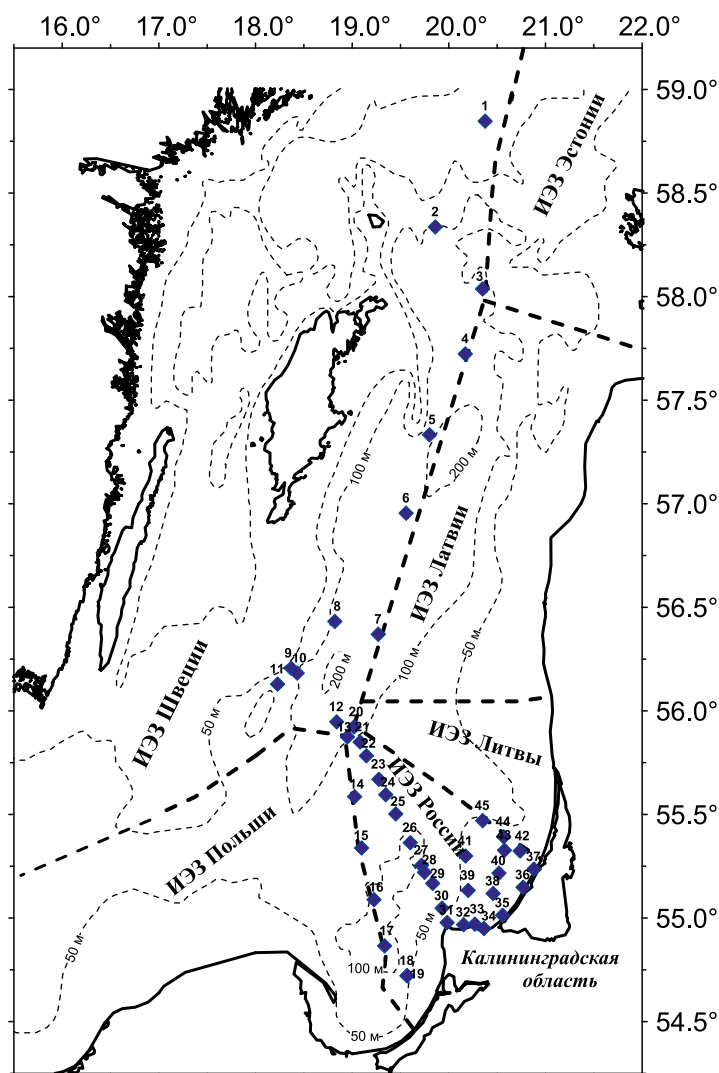 16.0° 17.0° 18.0° 19.0° 20.0° 21.0° 22.0°
59.0°
1
ИЭЗ Эстонии
58.5°
2
3
58.0°
4
57.5°
5
100 м
200 м
57.0°
6
ИЭЗ Латвии
8
7
56.5°
9
10
11
200 м
100 м
50 м
ИЭЗ Швеции
50 м
56.0°
12
20
13
21
22
ИЭЗ Литвы
23
24
14
25
ИЭЗ России
55.5°
45
44
ИЭЗ Польши
15
26
41
43
42
27
28
29
40
37
16
39
38
36
30
35
55.0°
31
32
33
34
17
50 м
50 м
100 м
18
19
Калининградская
область
54.5°
50 м